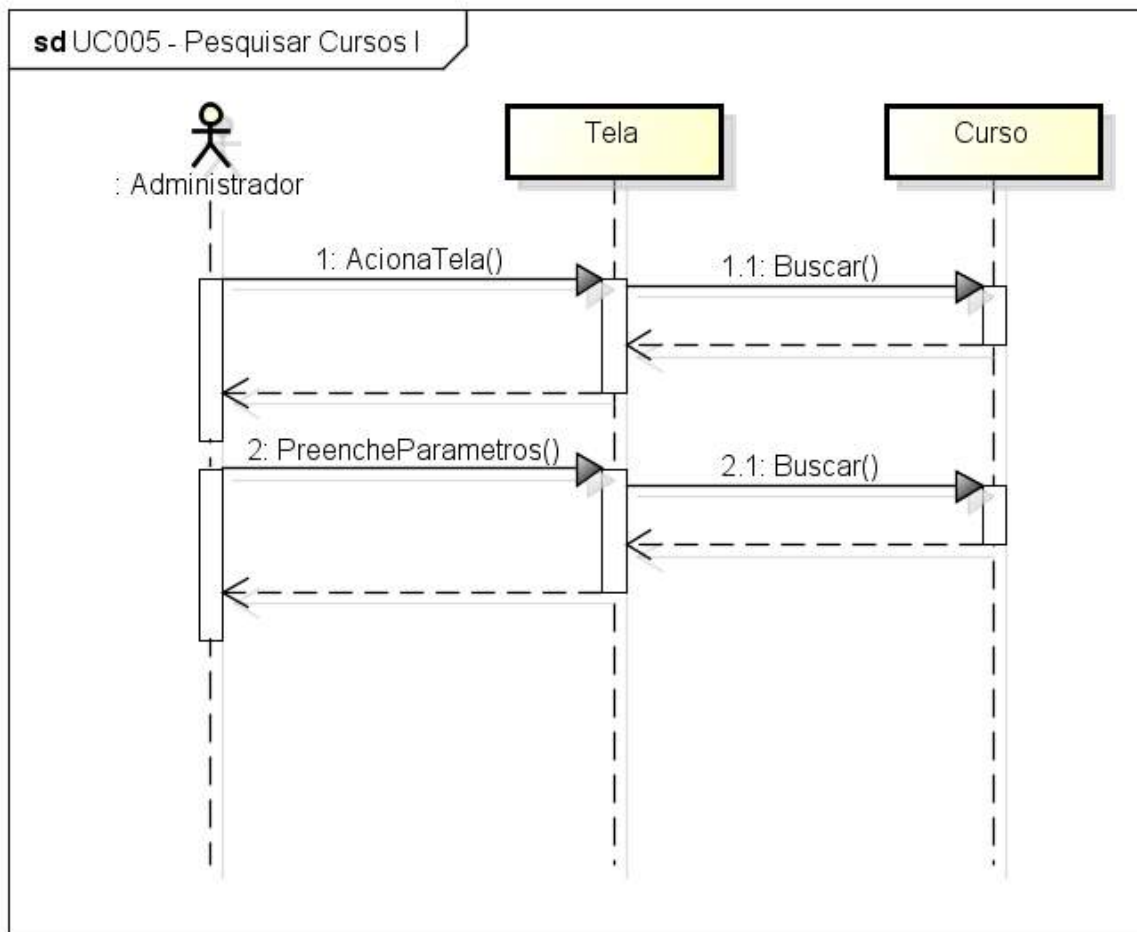 sd UC005 - Pesquisar Cursos I
Tela
Curso
: Administrador
1: AcionaTela()
1.1: Buscar()
2: PreencheParametros()
2.1: Buscar()